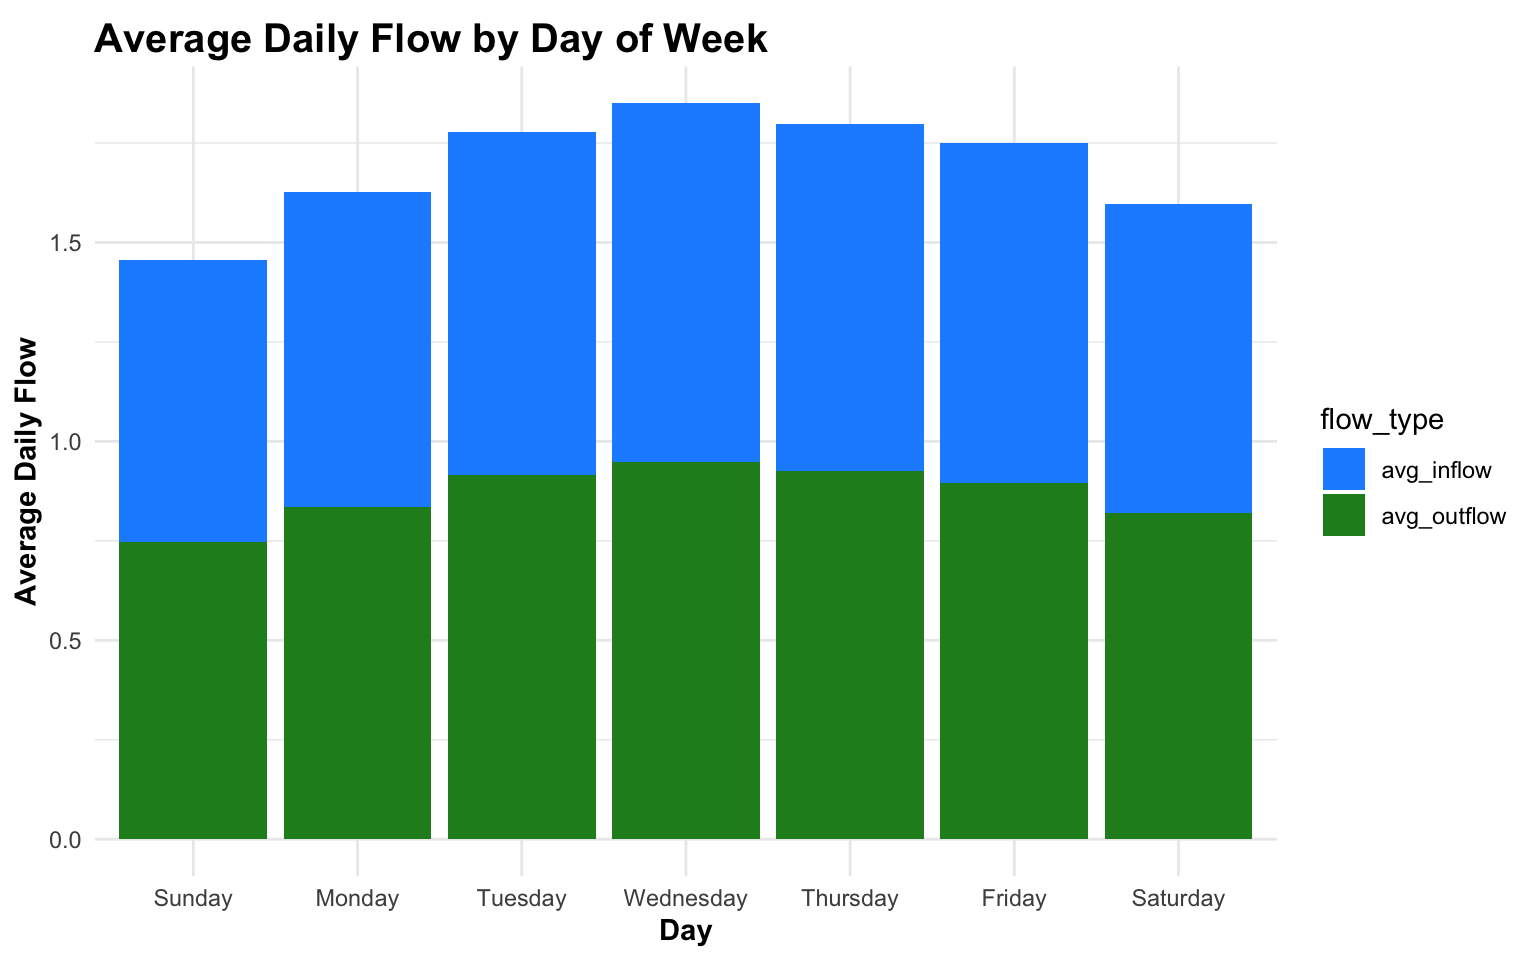 Average Daily Flow by Day of Week
Average Daily Flow
1.5
1.0
0.5
0.0
Sunday Monday Tuesday Wednesday Thursday Friday Saturday
Day
flow_type
avg_inflow
avg_outflow